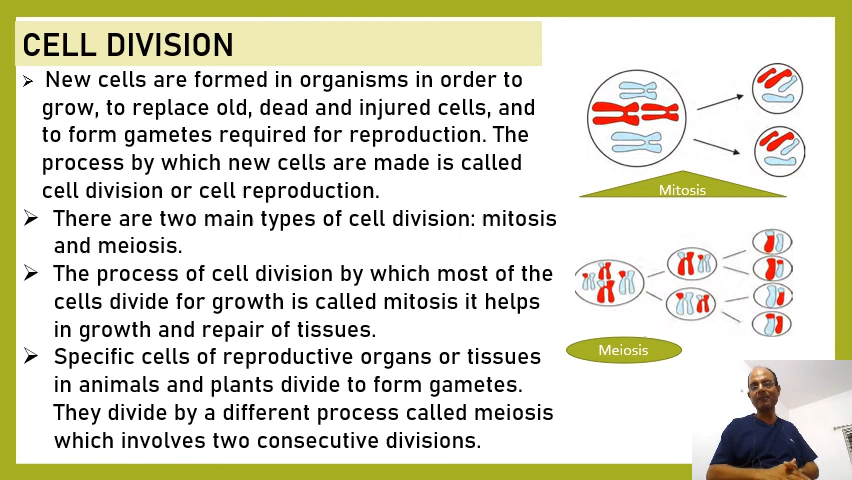 CELL DIVISION
➢ New cells are formed in organisms in order to
grow, to replace old, dead and injured cells, and
to form gametes required for reproduction. The
process by which new cells are made is called
cell division or cell reproduction.
➢ There are two main types of cell division: mitosis
and meiosis.
➢ The process of cell division by which most of the
cells divide for growth is called mitosis it helps
in growth and repair of tissues.
➢ Specific cells of reproductive organs or tissues
in animals and plants divide to form gametes.
They divide by a different process called meiosis
which involves two consecutive divisions.
Mitosis
Meiosis